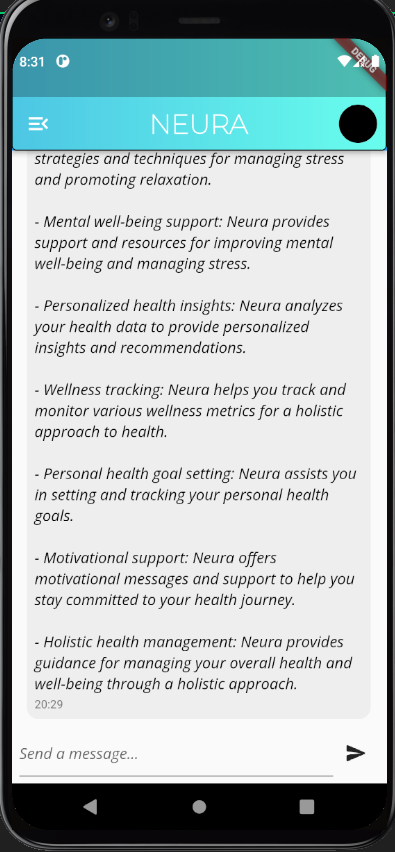 8:31
DEBUG
NEURA
strategies and techniques for managing stress
and promoting relaxation.
- Mental well-being support: Neura provides
support and resources for improving mental
well-being and managing stress.
- Personalized health insights: Neura analyzes
your health data to provide personalized
insights and recommendations.
- Wellness tracking: Neura helps you track and
monitor various wellness metrics for a holistic
approach to health.
- Personal health goal setting: Neura assists you
in setting and tracking your personal health
goals.
- Motivational support: Neura offers
motivational messages and support to help you
stay committed to your health journey.
- Holistic health management: Neura provides
guidance for managing your overall health and
well-being through a holistic approach.
20:29
Send a message...